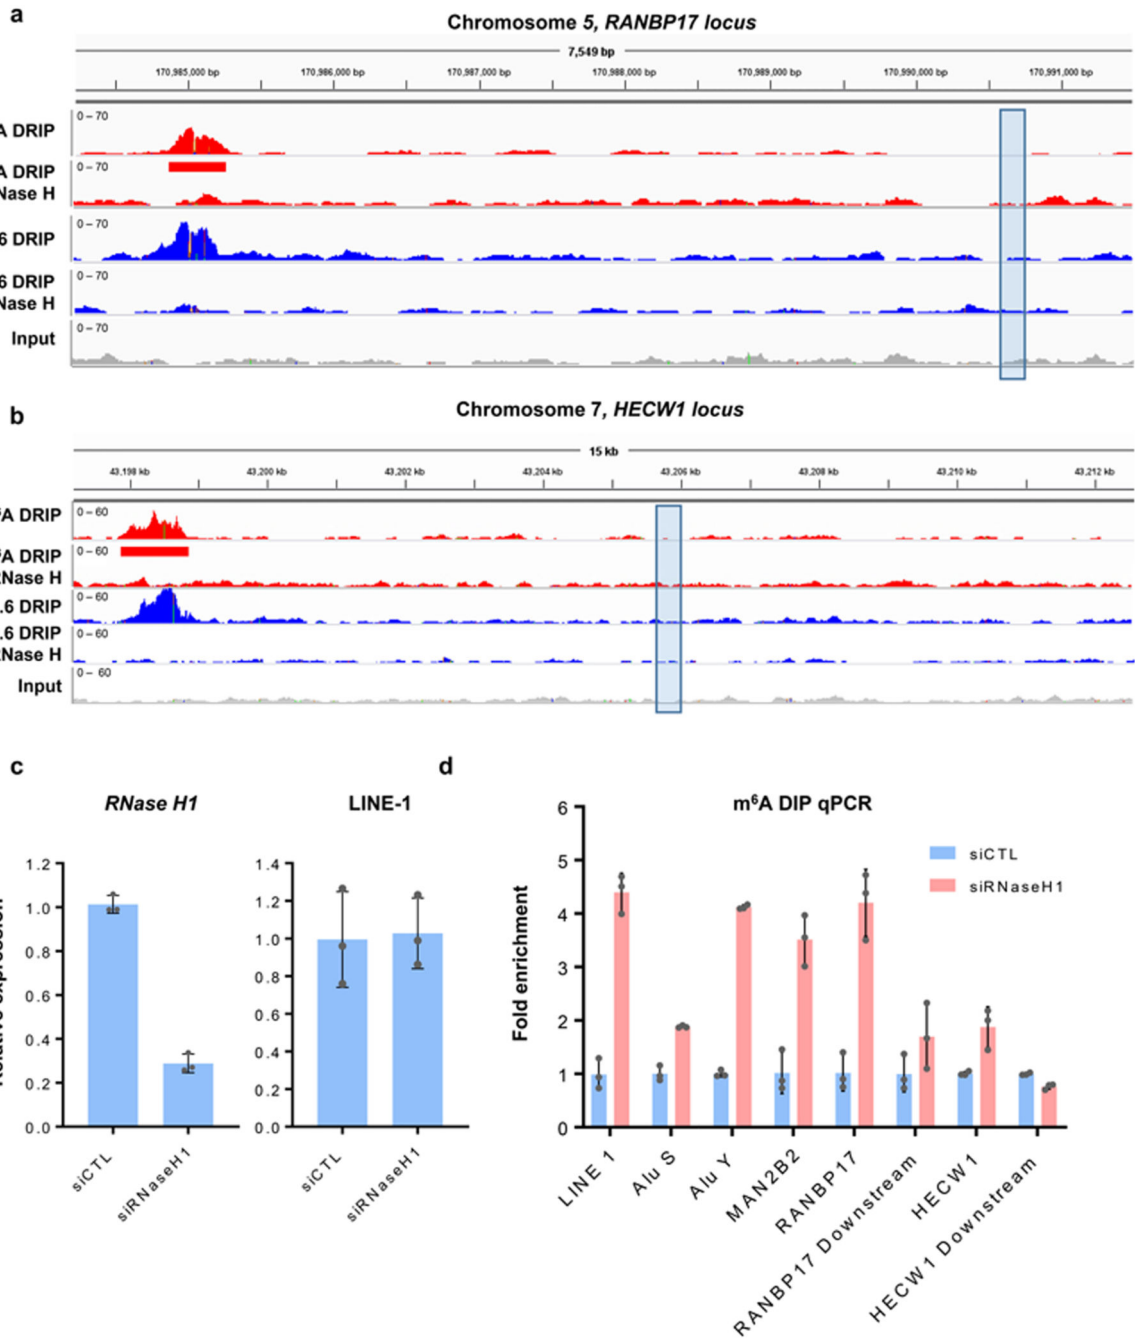 a
Chromosome 5, RANBP17 locus
7,549 bp
170,985,000 bp 170,986,000 bp 170,987,000 bp 170,988,000 bp 170,989,000 bp 170,990,000 bp 170,991,000 bp
A DRIP 0 – 70
A DRIP 0 – 70
Nase H
6 DRIP 0 – 70
6 DRIP 0 – 70
Nase H
Input 0 – 70
b
Chromosome 7, HECW1 locus
15 kb
43,198 kb 43,200 kb 43,202 kb 43,204 kb 43,206 kb 43,208 kb 43,210 kb 43,212 kb
A DRIP 0 – 60
A DRIP 0 – 60
RNase H
.6 DRIP 0 – 60
.6 DRIP 0 – 60
RNase H
Input 0 – 60
c
RNase H1
1.2
1.0
0.8
0.6
0.4
0.2
0.0
siCTL
siRNaseH1
LINE-1
1.4
1.2
1.0
0.8
0.6
0.4
0.2
0.0
siCTL
siRNaseH1
d
m⁶A DIP qPCR
siCTL
siRNaseH1
Fold enrichment
6
5
4
3
2
1
0
LINE 1
Alu S
Alu Y
MAN2B2
RANBP17
RANBP17 Downstream
HECW1
HECW1 Downstream